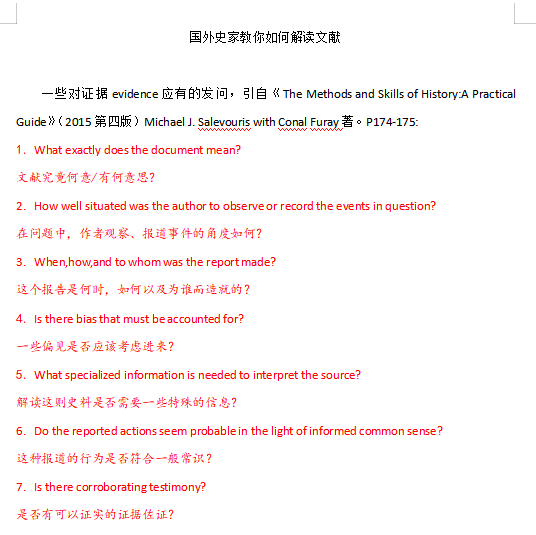 国外史家教你如何解读文献
一些对证据 evidence 应有的发问，引自《The Methods and Skills of History:A Practical
Guide》（2015 第四版）Michael J. Salevouris with Conal Furay 著。P174-175:
1. What exactly does the document mean?
文献究竟何意/有何意思?
2. How well situated was the author to observe or record the events in question?
在问题中，作者观察、报道事件的角度如何?
3. When,how,and to whom was the report made?
这个报告是何时，如何以及为谁而造就的?
4. Is there bias that must be accounted for?
一些偏见是否应该考虑进来?
5. What specialized information is needed to interpret the source?
解读这则史料是否需要一些特殊的信息?
6. Do the reported actions seem probable in the light of informed common sense?
这种报道的行为是否符合一般常识?
7. Is there corroborating testimony?
是否有可以证实的证据佐证?